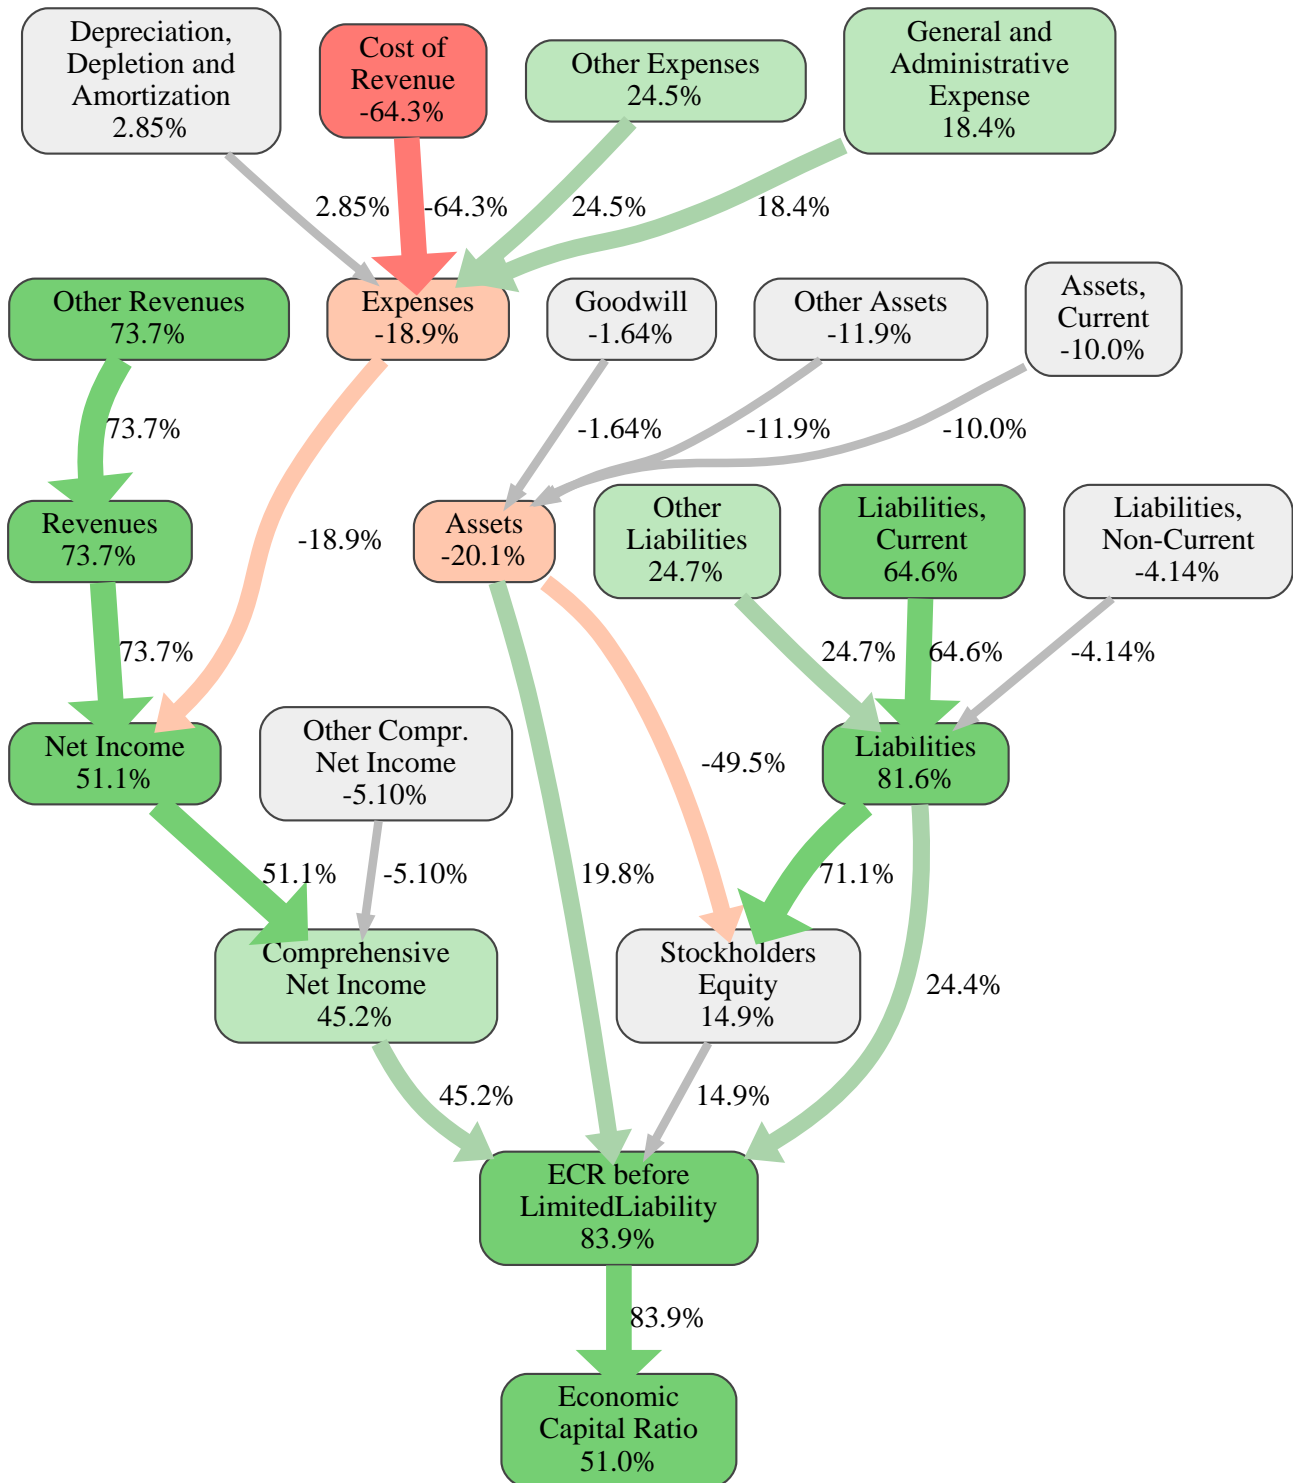 Depreciation,
Depletion and
Amortization
2.85%
Cost of
Revenue
-64.3%
Other Expenses
24.5%
General and
Administrative
Expense
18.4%
2.85%
-64.3%
24.5%
18.4%
Other Revenues
73.7%
Expenses
-18.9%
Goodwill
-1.64%
Other Assets
-11.9%
Assets,
Current
-10.0%
73.7%
-1.64%
-11.9%
-10.0%
Revenues
73.7%
-18.9%
Assets
-20.1%
Other
Liabilities
24.7%
Liabilities,
Current
64.6%
Liabilities,
Non-Current
-4.14%
73.7%
24.7%
64.6%
-4.14%
Net Income
51.1%
Other Compr.
Net Income
-5.10%
-49.5%
Liabilities
81.6%
51.1%
-5.10%
19.8%
71.1%
Comprehensive
Net Income
45.2%
Stockholders
Equity
14.9%
24.4%
45.2%
14.9%
ECR before
LimitedLiability
83.9%
83.9%
Economic
Capital Ratio
51.0%